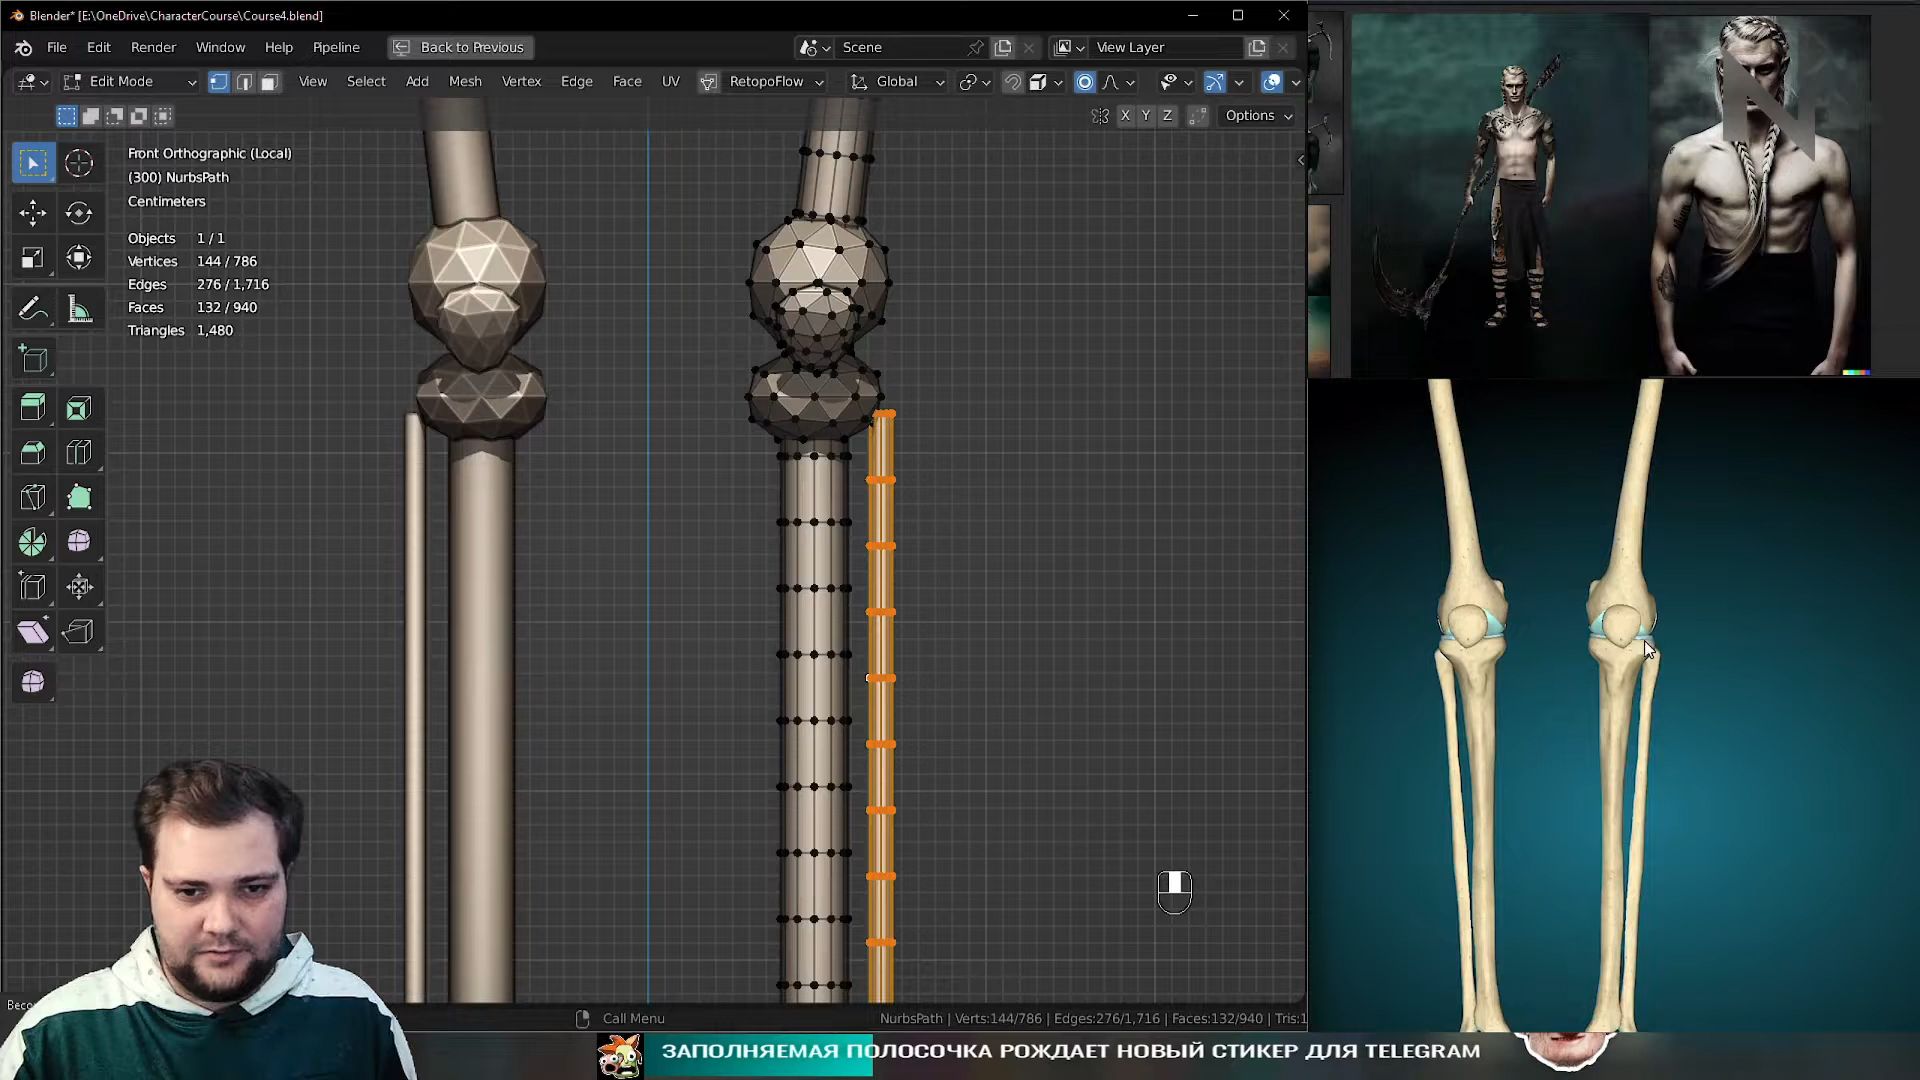 Blender* [E:\OneDrive\CharacterCourse\Course4.blend]
File Edit Render Window Help Pipeline Back to Previous Scene View Layer
Edit Mode View Select Add Mesh Vertex Edge Face UV RetopoFlow Global
X Y Z Options
Front Orthographic (Local)
(300) NurbsPath
Centimeters
Objects 1 / 1
Vertices 144 / 786
Edges 276 / 1,716
Faces 132 / 940
Triangles 1,480
N
Call Menu NurbsPath | Verts:144/786 | Edges:276/1,716 | Faces:132/940 | Tris:1
ЗАПОЛНЯЕМАЯ ПОЛОСОЧКА РОЖДАЕТ НОВЫЙ СТИКЕР ДЛЯ TELEGRAM